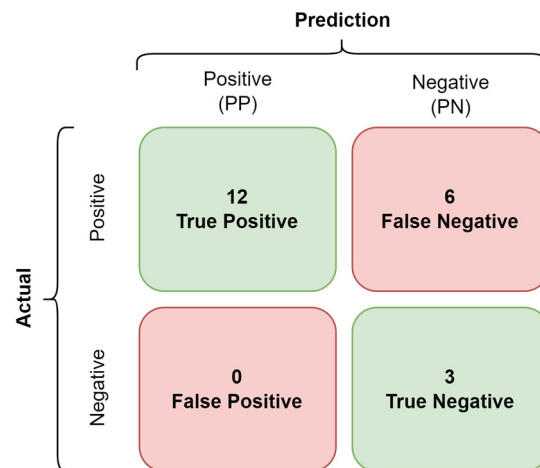 Prediction
Positive
(PP)
Negative
(PN)
Actual
Positive
12
True Positive
6
False Negative
Negative
0
False Positive
3
True Negative